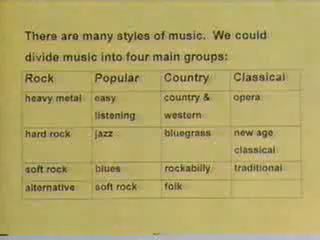 There are many styles of music. We could
divide music into four main groups:
Rock Popular Country Classical
heavy metal easy listening country & western opera
hard rock jazz bluegrass new age classical
soft rock blues rockabilly traditional
alternative soft rock folk